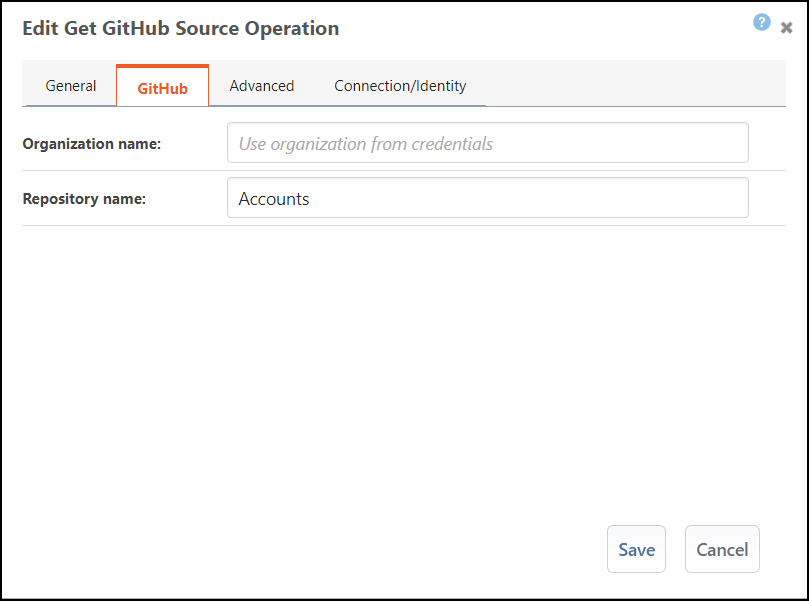 Edit Get GitHub Source Operation
?
General GitHub Advanced Connection/Identity
Organization name: Use organization from credentials
Repository name: Accounts
Save Cancel